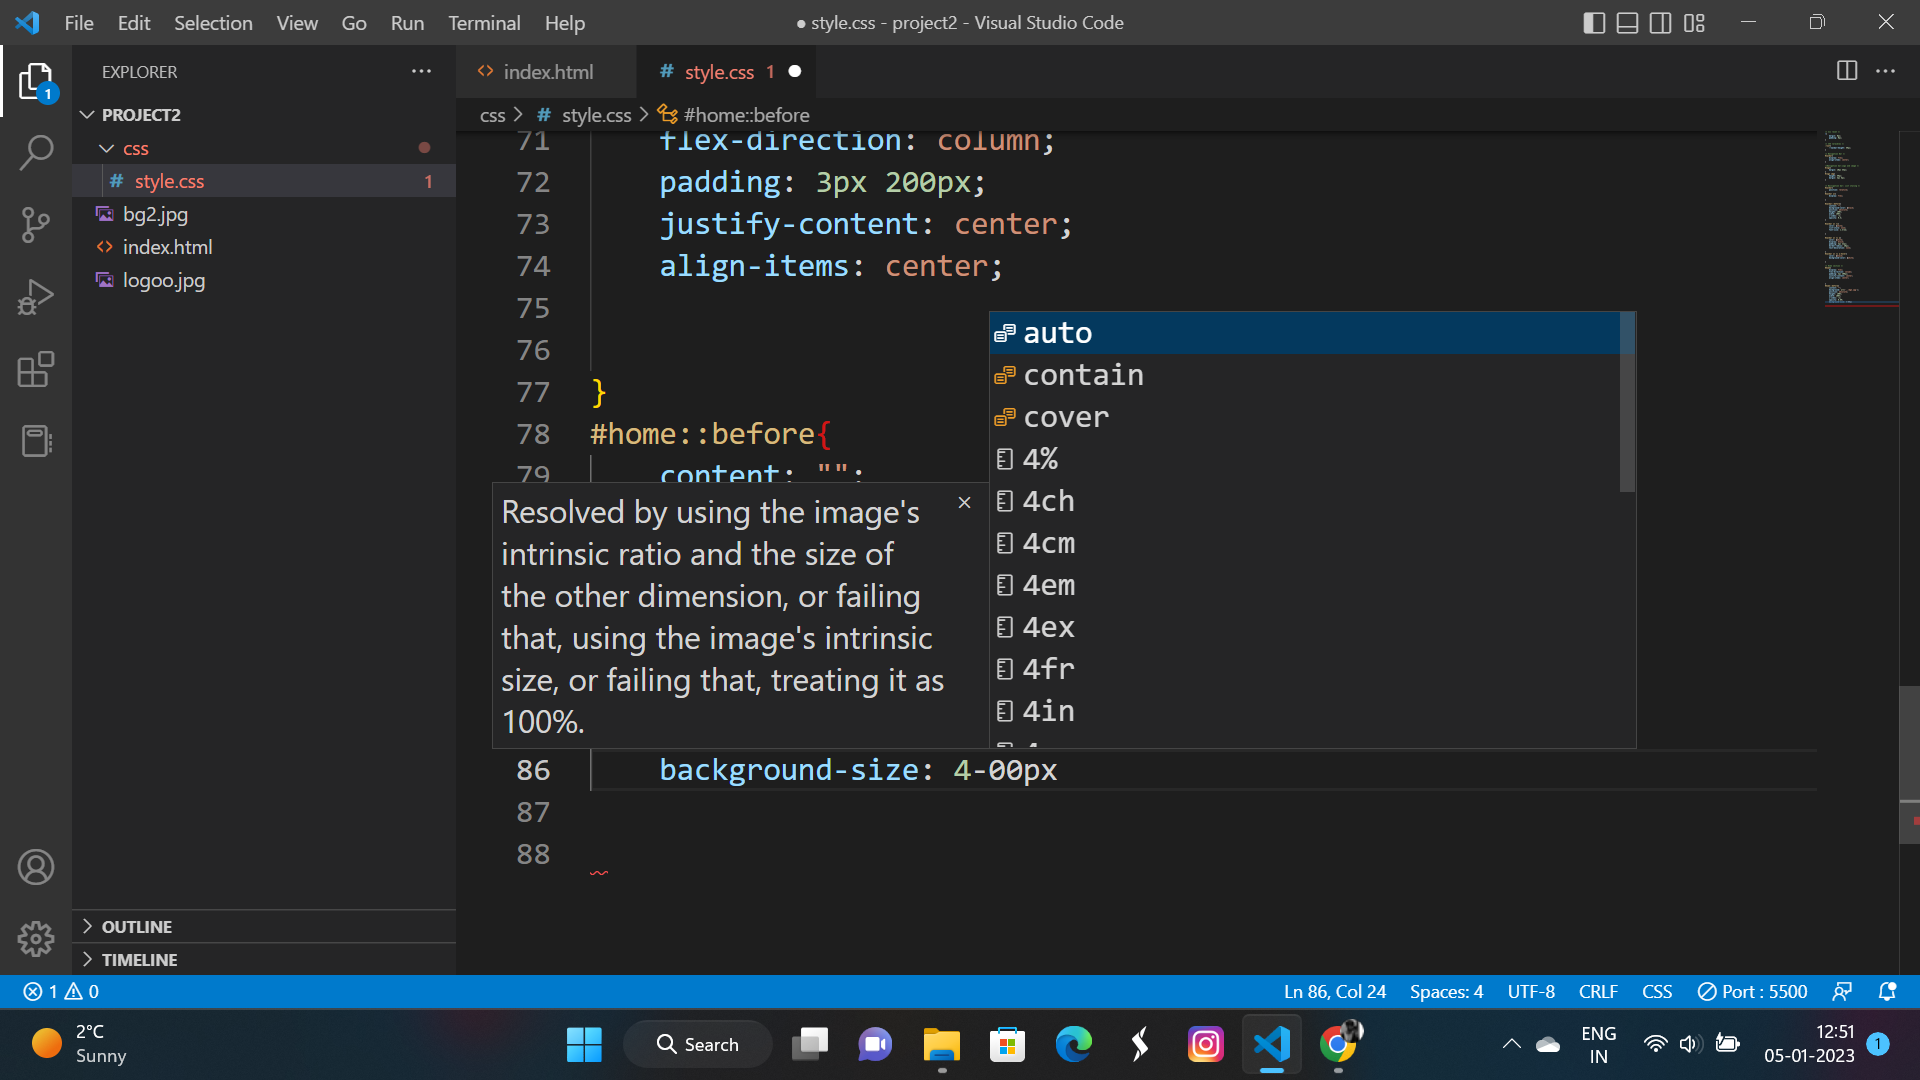 File Edit Selection View Go Run Terminal Help
● style.css - project2 - Visual Studio Code
EXPLORER
index.html
# style.css 1
PROJECT2
css > # style.css > #home::before
css
# style.css 1
bg2.jpg
index.html
logoo.jpg
71 flex-direction: column;
72 padding: 3px 200px;
73 justify-content: center;
74 align-items: center;
75
76
77 }
78 #home::before{
79 content: "";
auto
contain
cover
4%
4ch
4cm
4em
4ex
4fr
4in
Resolved by using the image's
intrinsic ratio and the size of
the other dimension, or failing
that, using the image's intrinsic
size, or failing that, treating it as
100%.
86 background-size: 4-00px
87
88
OUTLINE
TIMELINE
1 0
Ln 86, Col 24 Spaces: 4 UTF-8 CRLF CSS Port : 5500
2°C
Sunny
Search
ENG
IN
12:51
05-01-2023
1